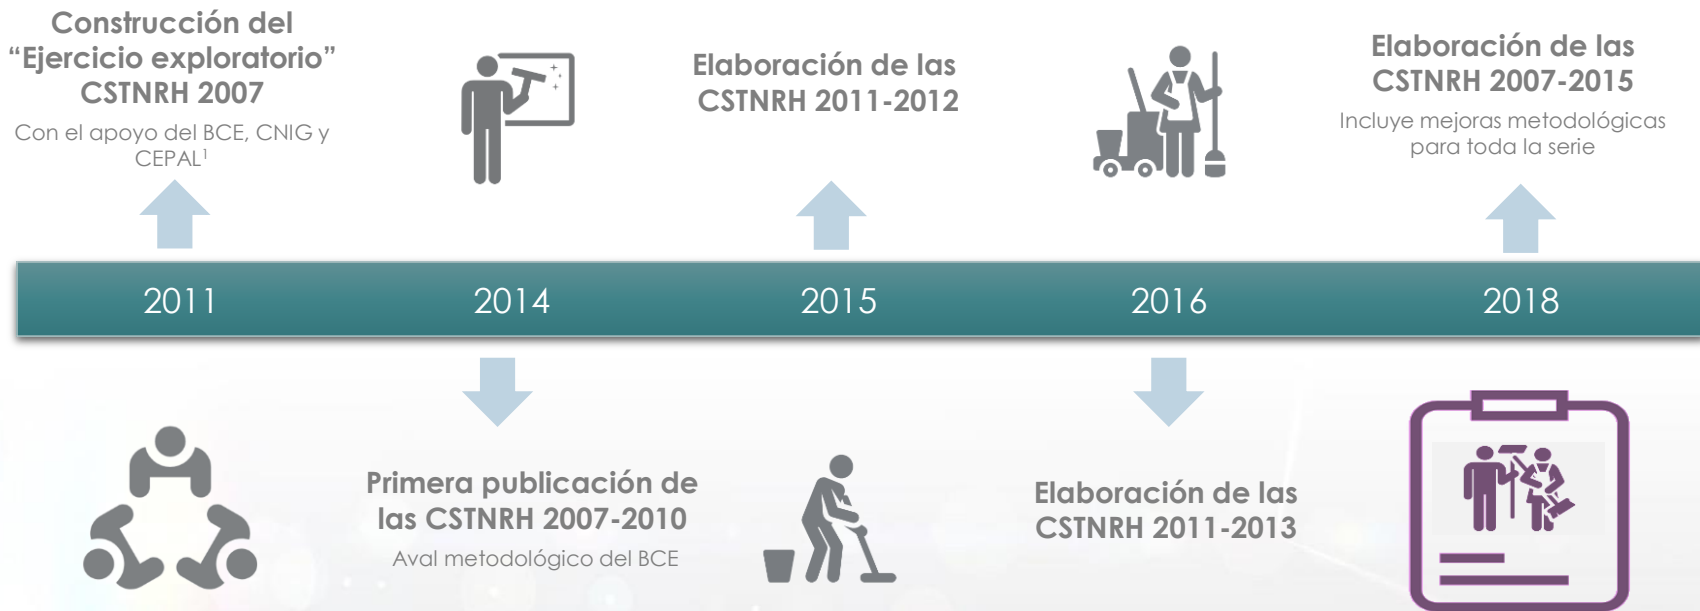 Construcción del
“Ejercicio exploratorio”
CSTNRH 2007
Con el apoyo del BCE, CNIG y
CEPAL¹
Elaboración de las
CSTNRH 2011-2012
Elaboración de las
CSTNRH 2007-2015
Incluye mejoras metodológicas
para toda la serie
2011
2014
2015
2016
2018
Primera publicación de
las CSTNRH 2007-2010
Aval metodológico del BCE
Elaboración de las
CSTNRH 2011-2013